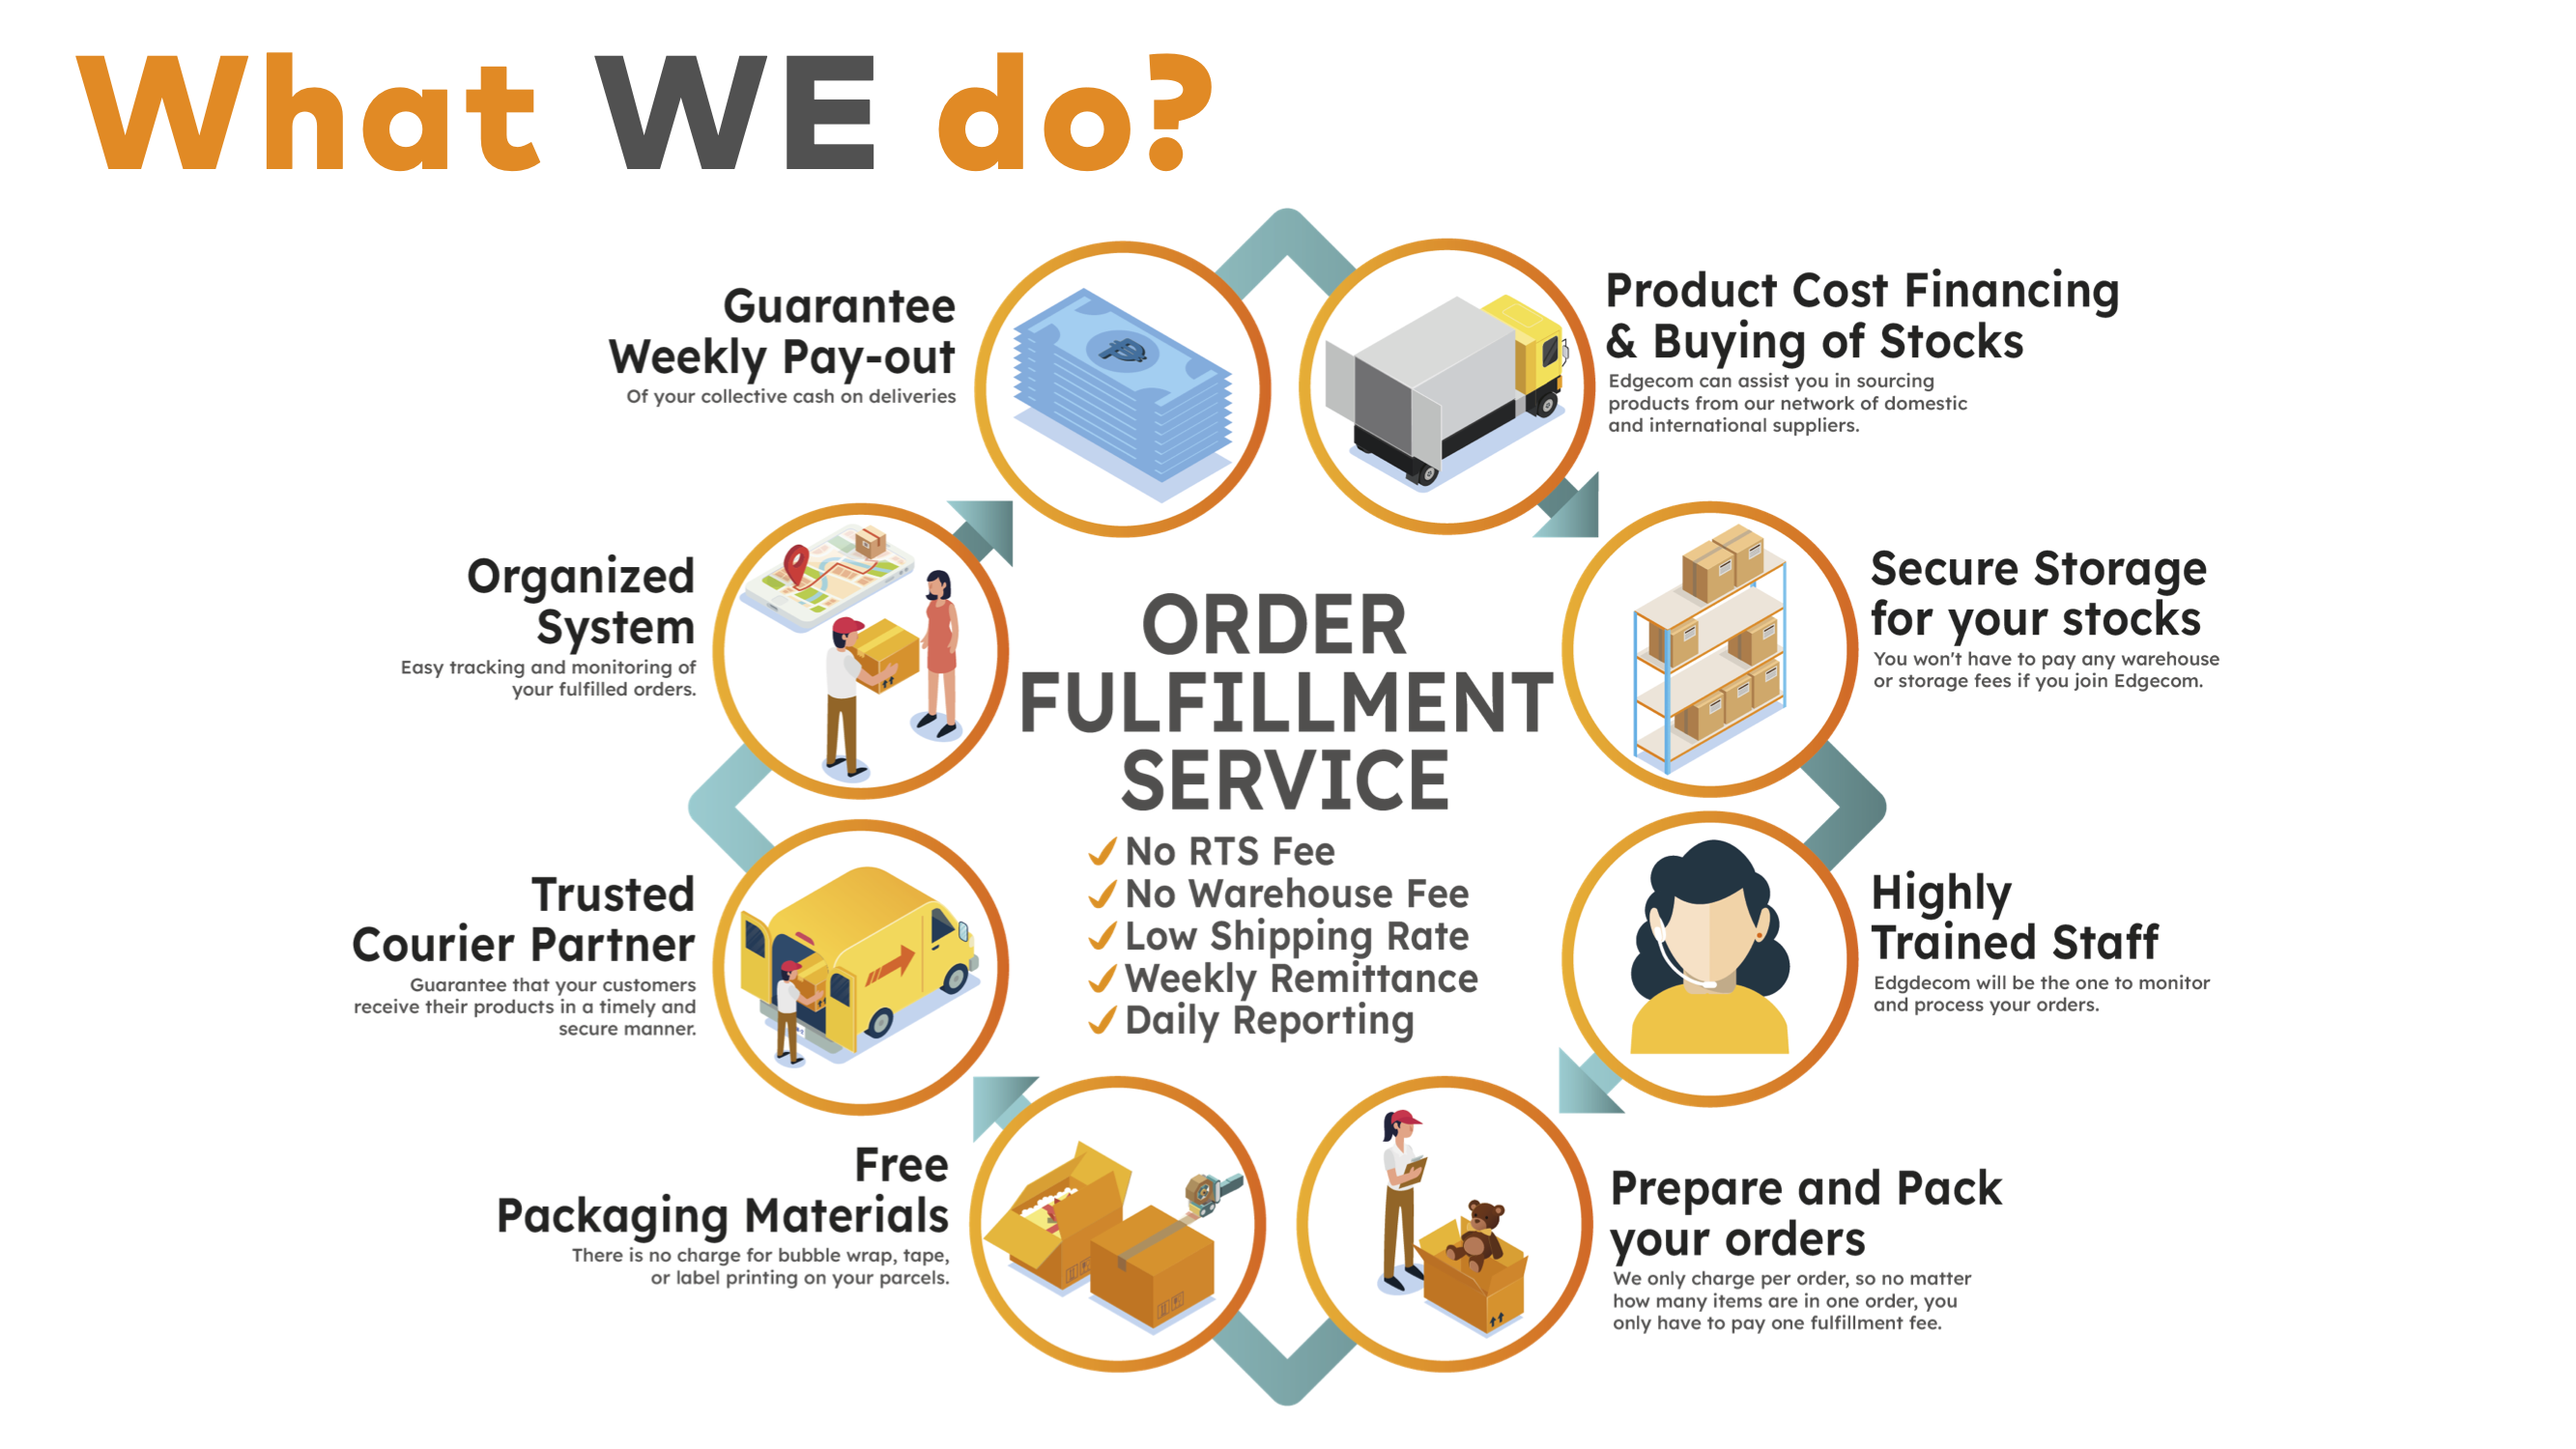 What WE do?
Guarantee
Weekly Pay-out
Of your collective cash on deliveries
Product Cost Financing
& Buying of Stocks
Edgecom can assist you in sourcing
products from our network of domestic
and international suppliers.
Organized
System
Easy tracking and monitoring of
your fulfilled orders.
Secure Storage
for your stocks
You won't have to pay any warehouse
or storage fees if you join Edgecom.
ORDER
FULFILLMENT
SERVICE
No RTS Fee
No Warehouse Fee
Low Shipping Rate
Weekly Remittance
Daily Reporting
Trusted
Courier Partner
Guarantee that your customers
receive their products in a timely and
secure manner.
Highly
Trained Staff
Edgdecom will be the one to monitor
and process your orders.
Free
Packaging Materials
There is no charge for bubble wrap, tape,
or label printing on your parcels.
Prepare and Pack
your orders
We only charge per order, so no matter
how many items are in one order, you
only have to pay one fulfillment fee.